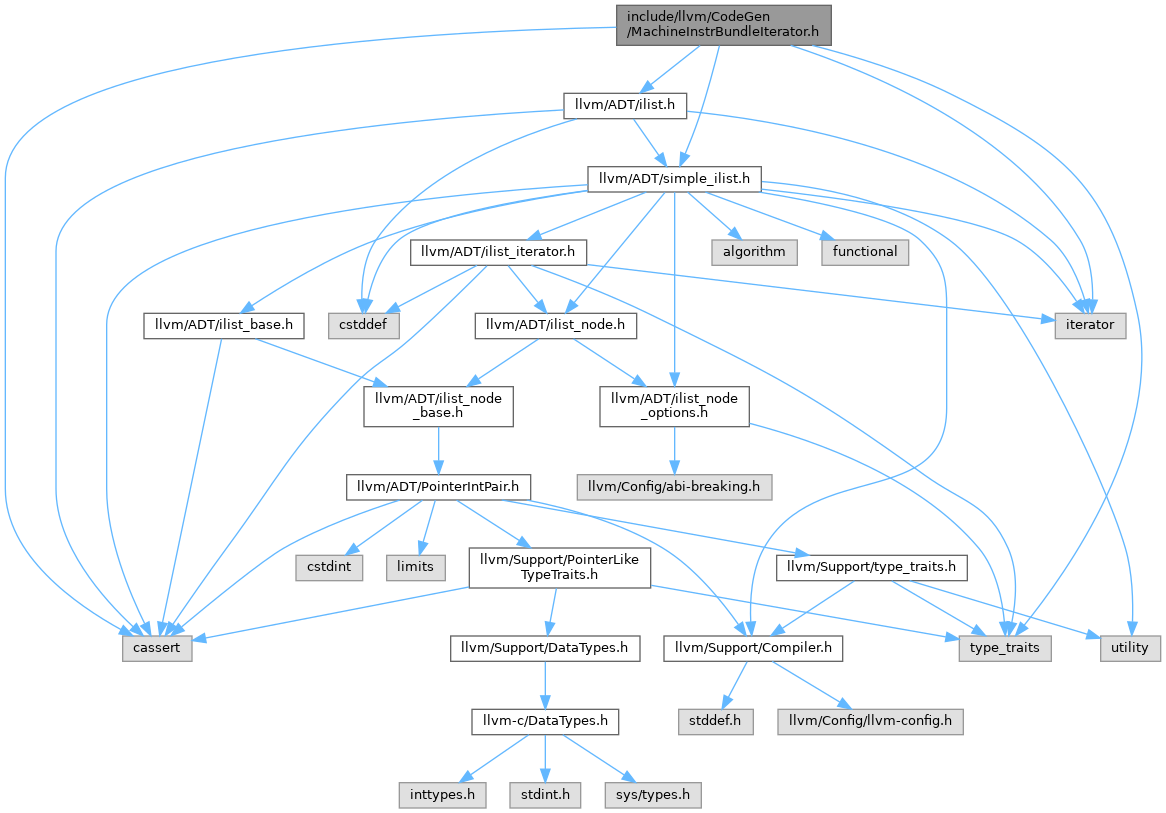 include/llvm/CodeGen
/MachineInstrBundleIterator.h
llvm/ADT/ilist.h
llvm/ADT/simple_ilist.h
llvm/ADT/ilist_iterator.h
algorithm
functional
llvm/ADT/ilist_base.h
cstddef
llvm/ADT/ilist_node.h
iterator
llvm/ADT/ilist_node
_base.h
llvm/ADT/ilist_node
_options.h
llvm/ADT/PointerIntPair.h
llvm/Config/abi-breaking.h
cstdint
limits
llvm/Support/PointerLike
TypeTraits.h
llvm/Support/type_traits.h
cassert
llvm/Support/DataTypes.h
llvm/Support/Compiler.h
type_traits
utility
llvm-c/DataTypes.h
stddef.h
llvm/Config/llvm-config.h
inttypes.h
stdint.h
sys/types.h